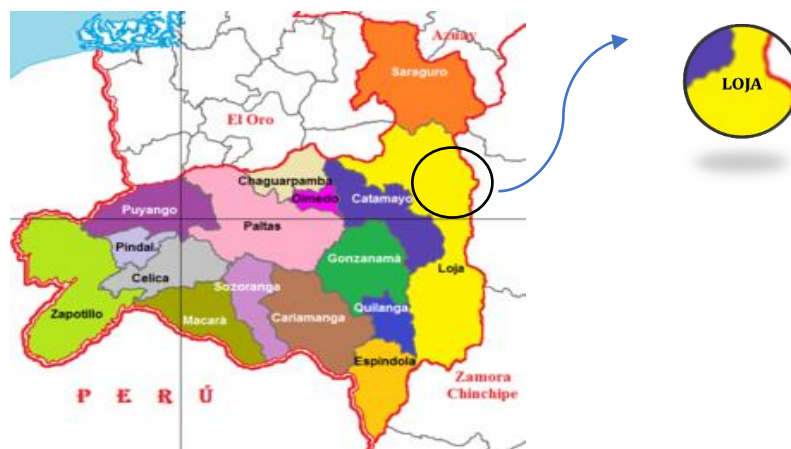 Azuay
Saraguro
LOJA
El Oro
Chaguarpamba
Olmedo
Catamayo
Puyango
Paltas
Pindal
Gonzanamá
Celica
Loja
Sozoranga
Zapotillo
Macará
Cariamanga
Quilanga
Espíndola
Zamora
Chinchipe
P E R Ú